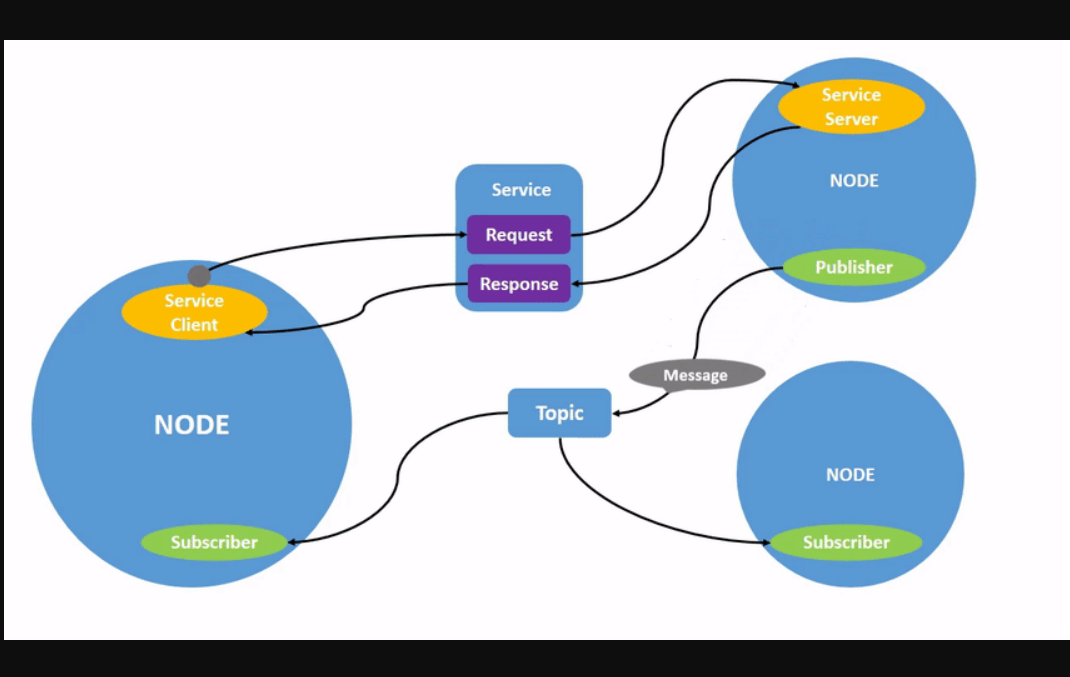 Service
Server
NODE
Service
Request
Response
Publisher
Service
Client
Message
Topic
NODE
NODE
Subscriber
Subscriber